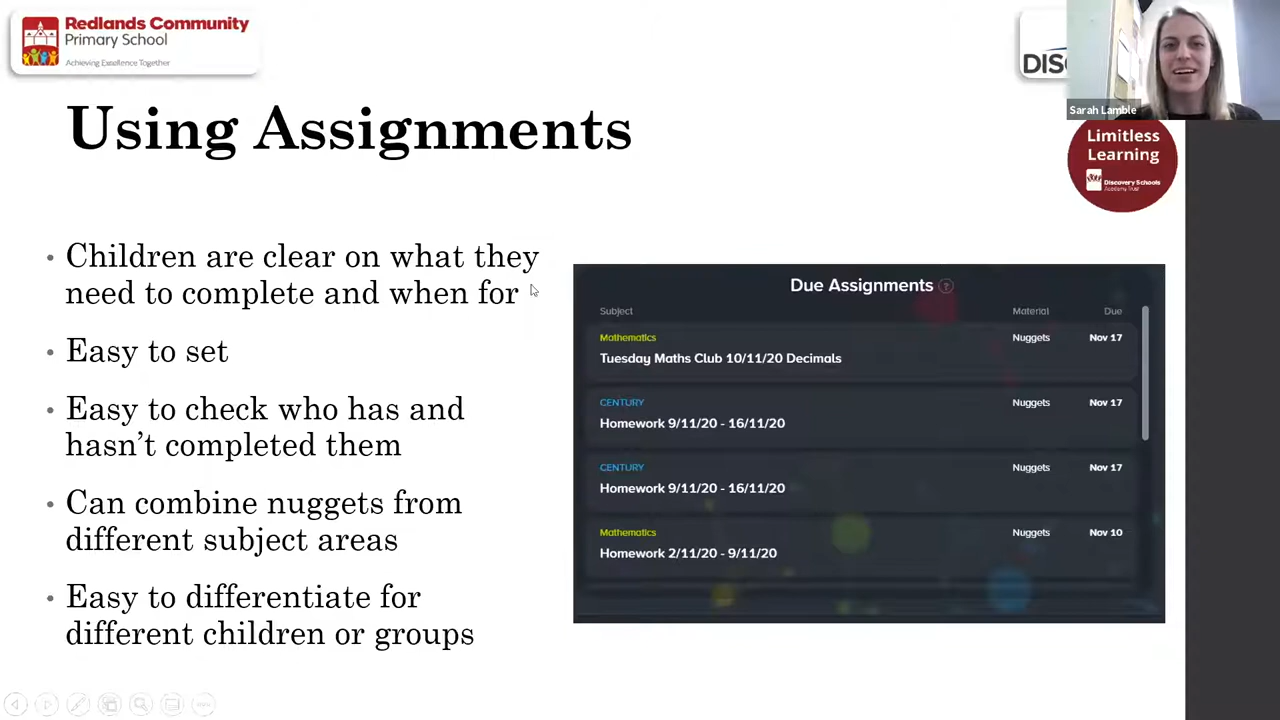 Redlands Community
Primary School
Achieving Excellence Together
DISC
Sarah Lamble
Using Assignments
Limitless
Learning
Discovery Schools
Academy Trust
• Children are clear on what they
need to complete and when for
• Easy to set
• Easy to check who has and
hasn't completed them
• Can combine nuggets from
different subject areas
• Easy to differentiate for
different children or groups
Due Assignments ?
Subject Material Due
Mathematics Nuggets Nov 17
Tuesday Maths Club 10/11/20 Decimals
CENTURY Nuggets Nov 17
Homework 9/11/20 - 16/11/20
CENTURY Nuggets Nov 17
Homework 9/11/20 - 16/11/20
Mathematics Nuggets Nov 10
Homework 2/11/20 - 9/11/20